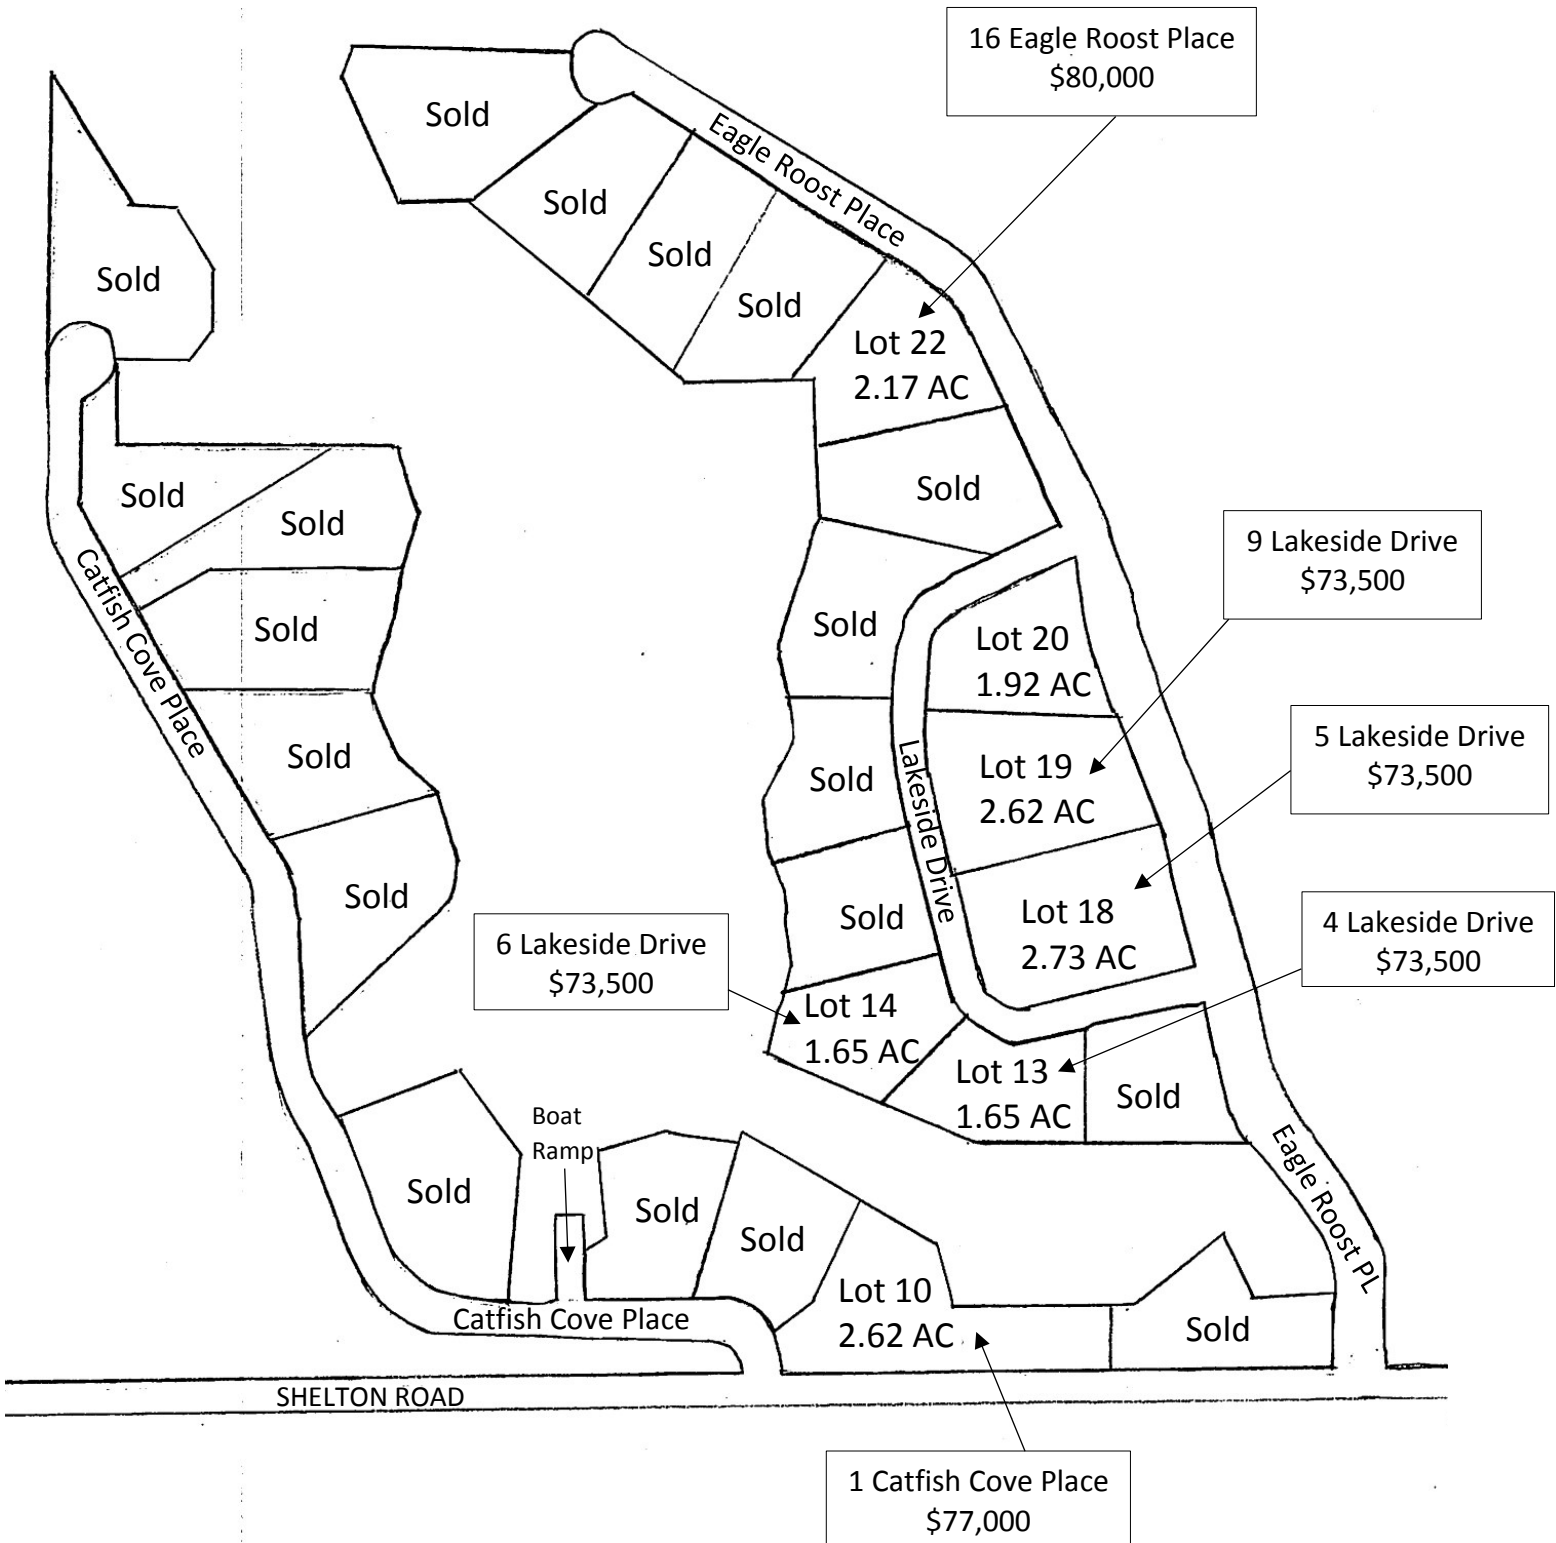 16 Eagle Roost Place
$80,000
Sold
Eagle Roost Place
Sold
Sold
Sold
Sold
Lot 22
2.17 AC
Sold
Sold
Sold
9 Lakeside Drive
$73,500
Catfish Cove Place
Sold
Sold
Lot 20
1.92 AC
5 Lakeside Drive
$73,500
Sold
Sold
Lakeside Drive
Lot 19
2.62 AC
Sold
Sold
Lot 18
2.73 AC
4 Lakeside Drive
$73,500
6 Lakeside Drive
$73,500
Lot 14
1.65 AC
Lot 13
1.65 AC
Sold
Boat
Ramp
Eagle Roost PL
Sold
Sold
Sold
Lot 10
2.62 AC
Sold
Catfish Cove Place
SHELTON ROAD
1 Catfish Cove Place
$77,000